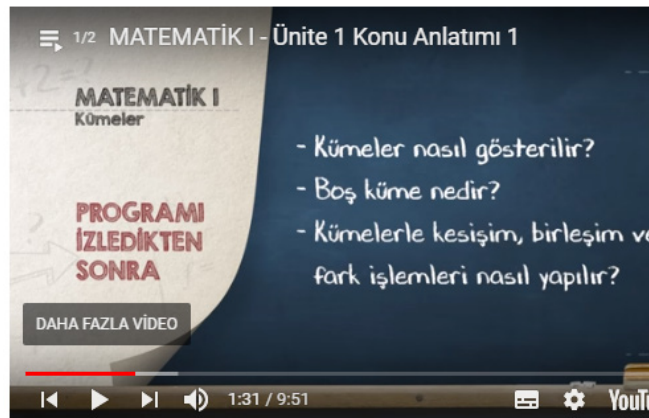 1/2 MATEMATİK I - Ünite 1 Konu Anlatımı 1
MATEMATİK I
Kümeler
- Kümeler nasıl gösterilir?
- Boş küme nedir?
- Kümelerle kesişim, birleşim ve
fark işlemleri nasıl yapılır?
PROGRAMI
İZLEDİKTEN
SONRA
DAHA FAZLA VİDEO
1:31 / 9:51